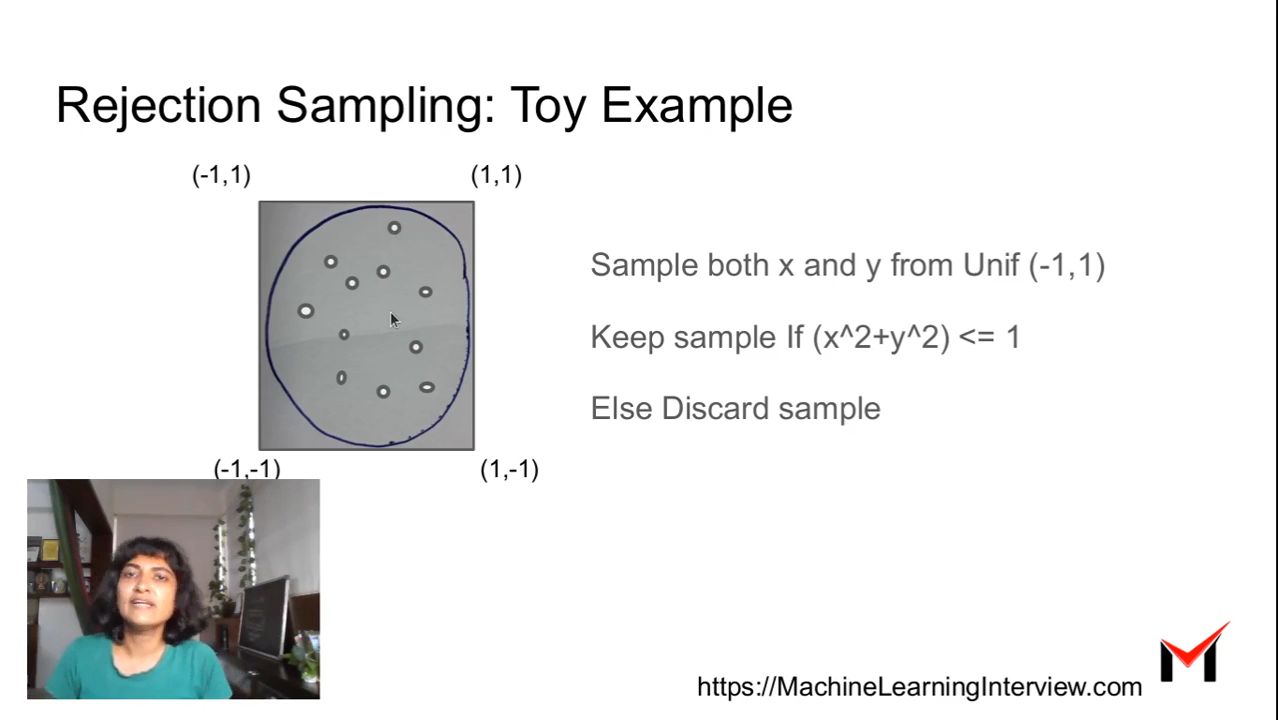 Rejection Sampling: Toy Example
(-1,1)
(1,1)
Sample both x and y from Unif (-1,1)
Keep sample If (x^2+y^2) <= 1
Else Discard sample
(-1,-1)
(1,-1)
https://MachineLearningInterview.com